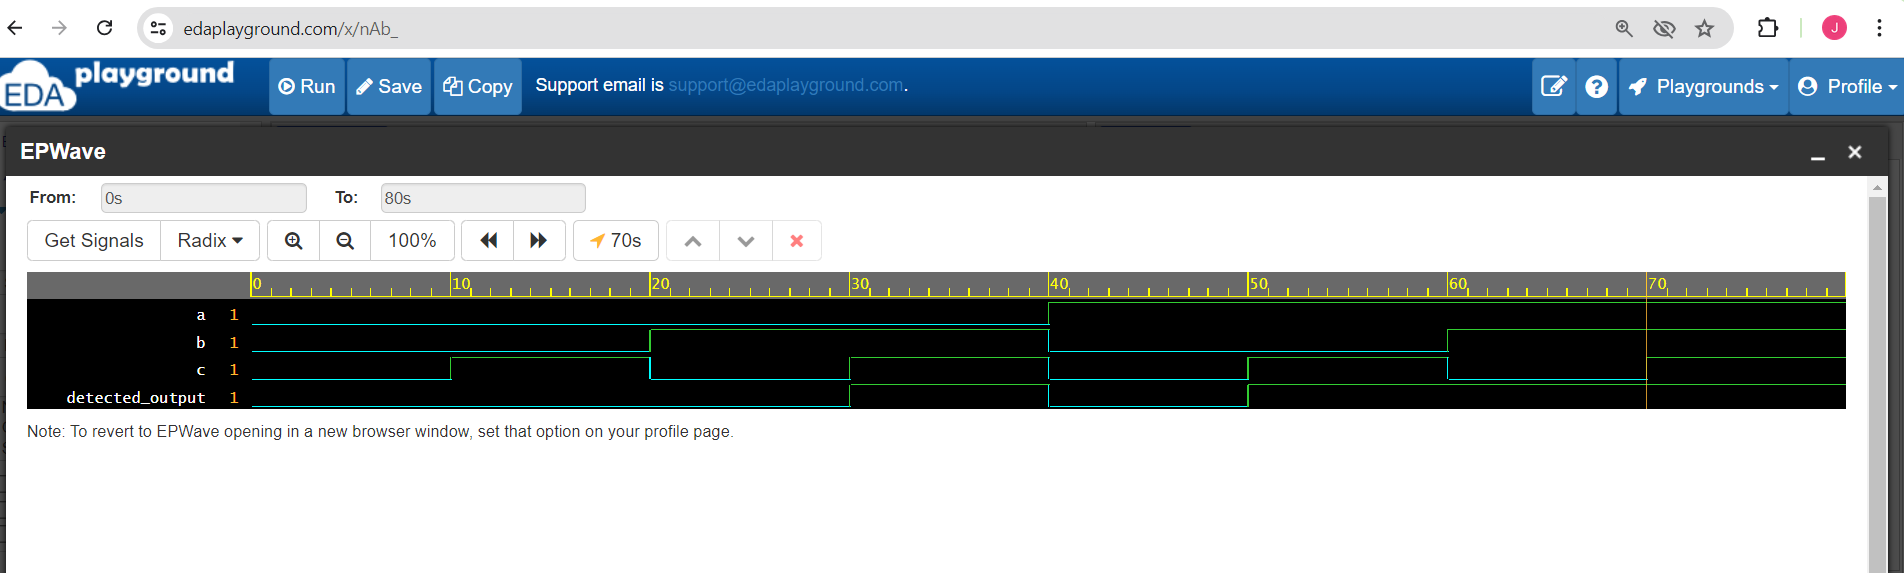 edaplayground.com/x/nAb_
J
EDA playground
Run Save Copy Support email is support@edaplayground.com. Playgrounds Profile
EPWave
From: 0s To: 80s
Get Signals Radix 100% 70s
0 10 20 30 40 50 60 70
a 1
b 1
c 1
detected_output 1
Note: To revert to EPWave opening in a new browser window, set that option on your profile page.